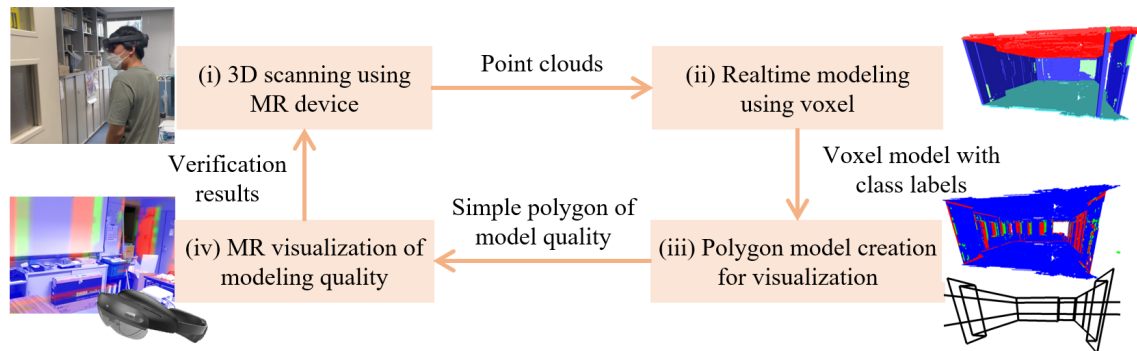 (i) 3D scanning using
MR device
Point clouds
(ii) Realtime modeling
using voxel
Verification
results
Voxel model with
class labels
Simple polygon of
model quality
(iv) MR visualization of
modeling quality
(iii) Polygon model creation
for visualization